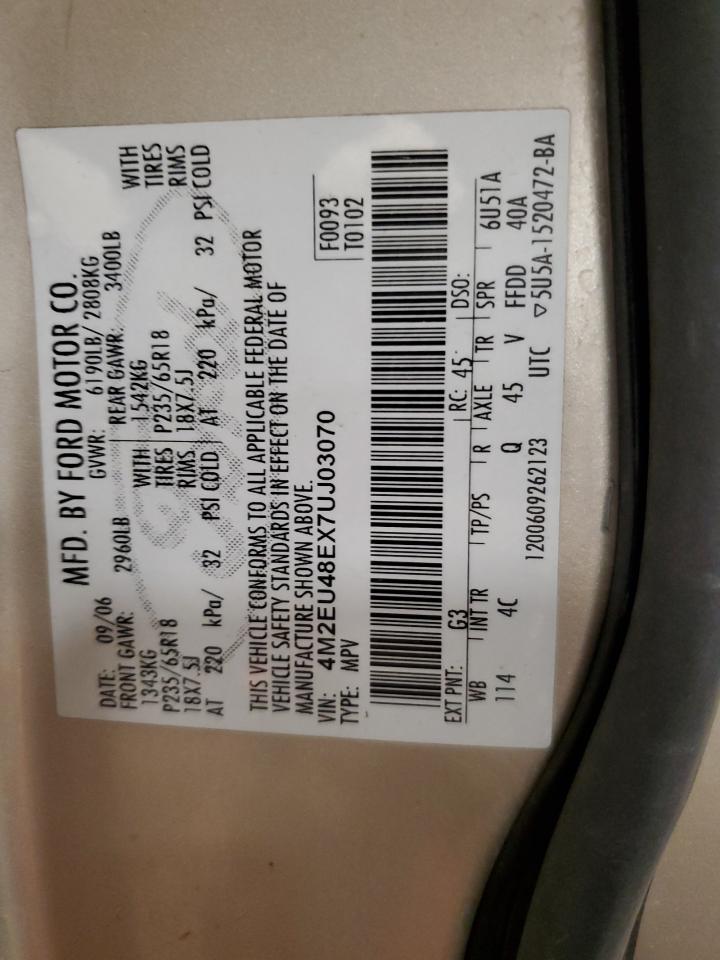 MFD. BY FORD MOTOR CO.
DATE: 09/06 GVWR: 6190LB/ 2808KG
FRONT GAWR: 2960LB REAR GAWR: 3400LB
1343KG WITH 1542KG WITH
P235/65R18 TIRES P235/65R18 TIRES
18X7.5J RIMS 18X7.5J RIMS
AT 220 kPa/ 32 PSI COLD AT 220 kPa/ 32 PSI COLD
THIS VEHICLE CONFORMS TO ALL APPLICABLE FEDERAL MOTOR
VEHICLE SAFETY STANDARDS IN EFFECT ON THE DATE OF
MANUFACTURE SHOWN ABOVE.
VIN: 4M2EU48EX7UJ03070 F0093
TYPE: MPV T0102
EXT PNT: G3 RC: 45 DSO:
WB INT TR TP/PS R AXLE TR SPR 6U51A
114 4C Q 45 V FFDD 40A
1200609262123 UTC ▽5U5A-1520472-BA